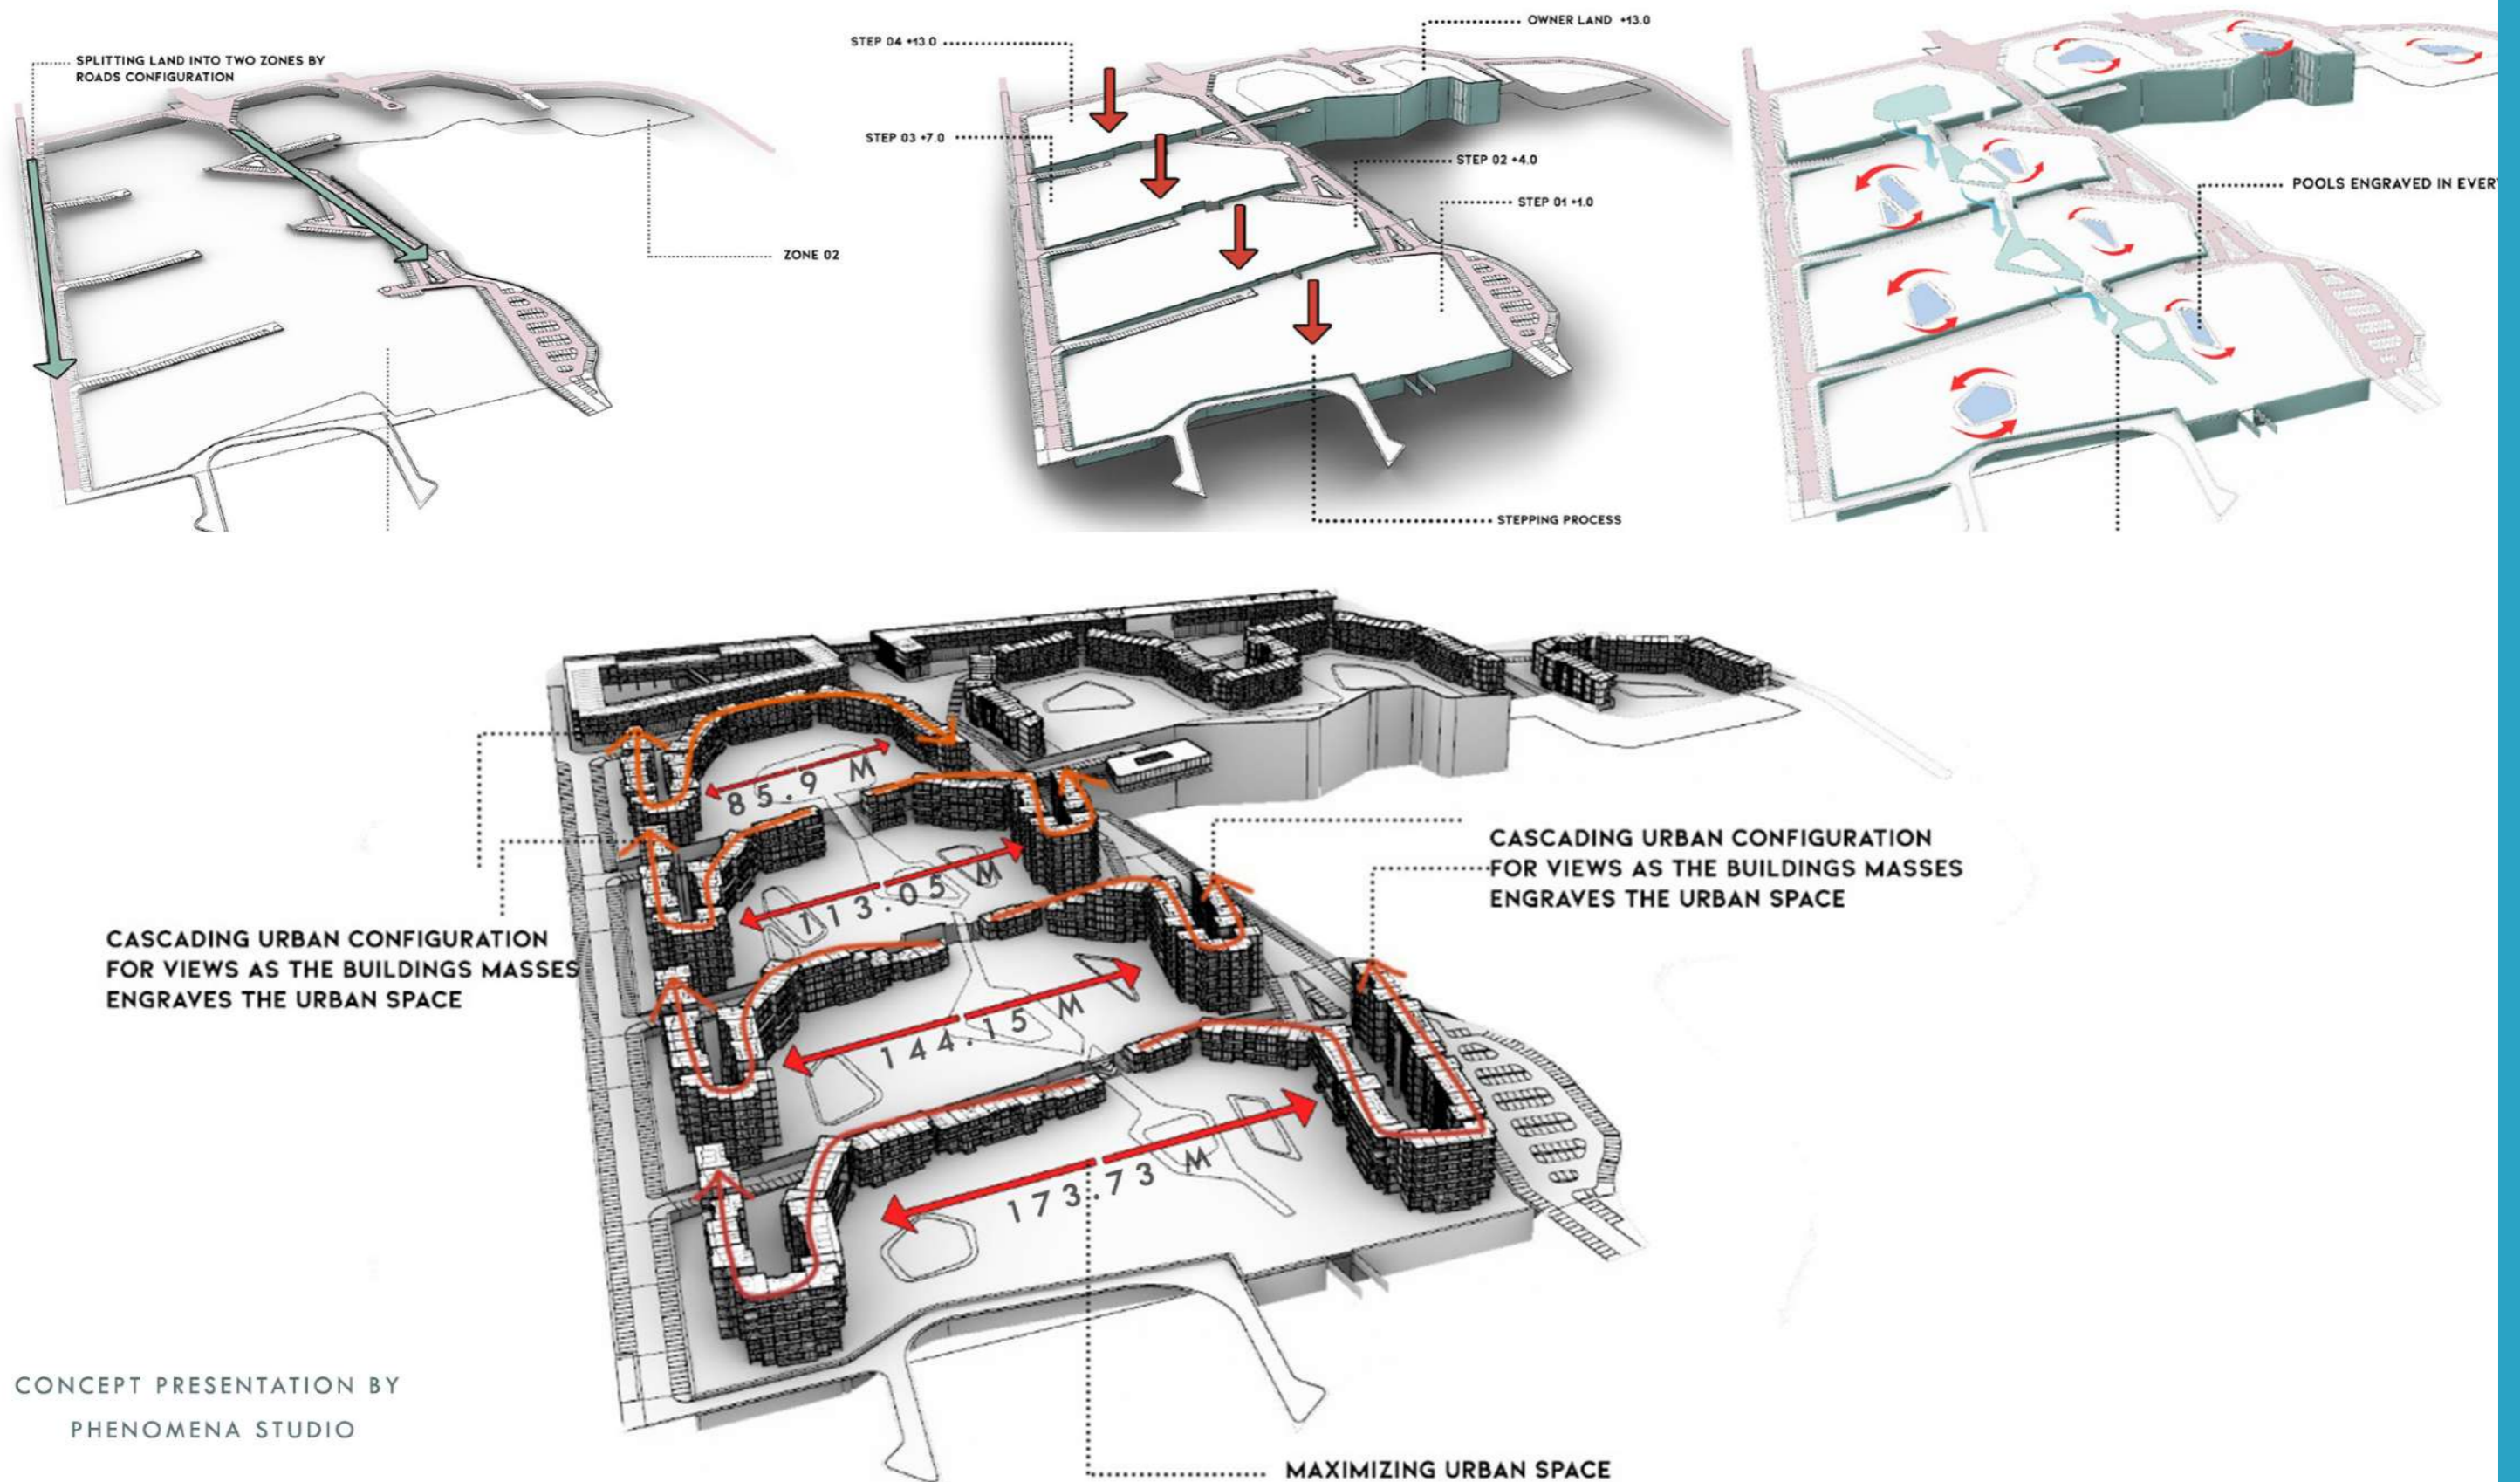 SPLITTING LAND INTO TWO ZONES BY
ROADS CONFIGURATION
ZONE 02
STEP 04 +13.0
OWNER LAND +13.0
STEP 03 +7.0
STEP 02 +4.0
STEP 01 +1.0
STEPPING PROCESS
POOLS ENGRAVED IN EVER
85.9 M
113.05 M
144.15 M
173.73 M
CASCADING URBAN CONFIGURATION
FOR VIEWS AS THE BUILDINGS MASSES
ENGRAVES THE URBAN SPACE
CASCADING URBAN CONFIGURATION
FOR VIEWS AS THE BUILDINGS MASSES
ENGRAVES THE URBAN SPACE
CONCEPT PRESENTATION BY
PHENOMENA STUDIO
MAXIMIZING URBAN SPACE